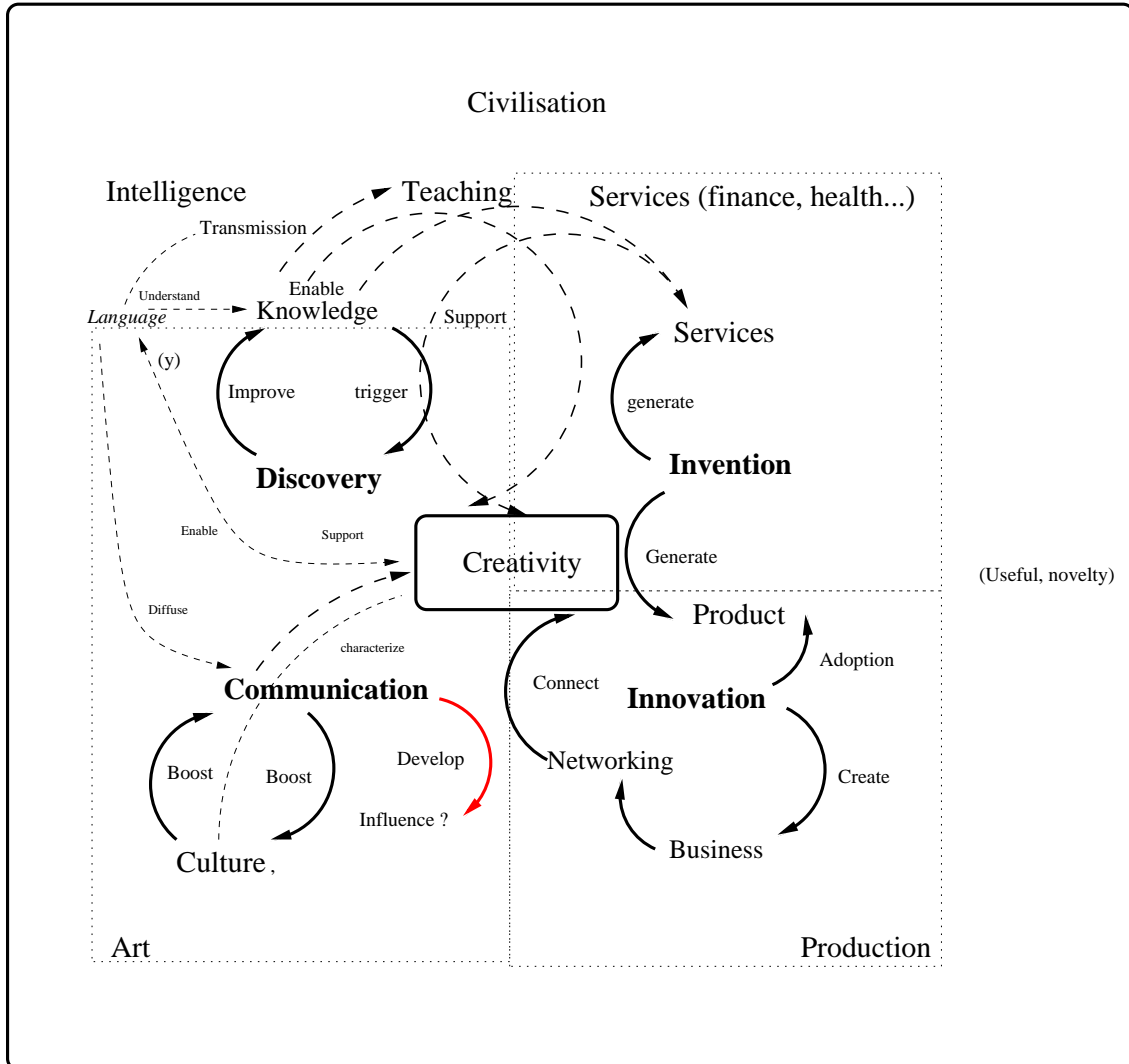 Civilisation
Intelligence
Teaching
Services (finance, health...)
Transmission
Enable
Understand
Language
Knowledge
Support
Services
(y)
Improve
trigger
generate
Discovery
Invention
Enable
Support
Creativity
Generate
(Useful, novelty)
Diffuse
Product
characterize
Adoption
Communication
Connect
Innovation
Boost
Boost
Develop
Networking
Create
Influence ?
Culture ,
Business
Art
Production